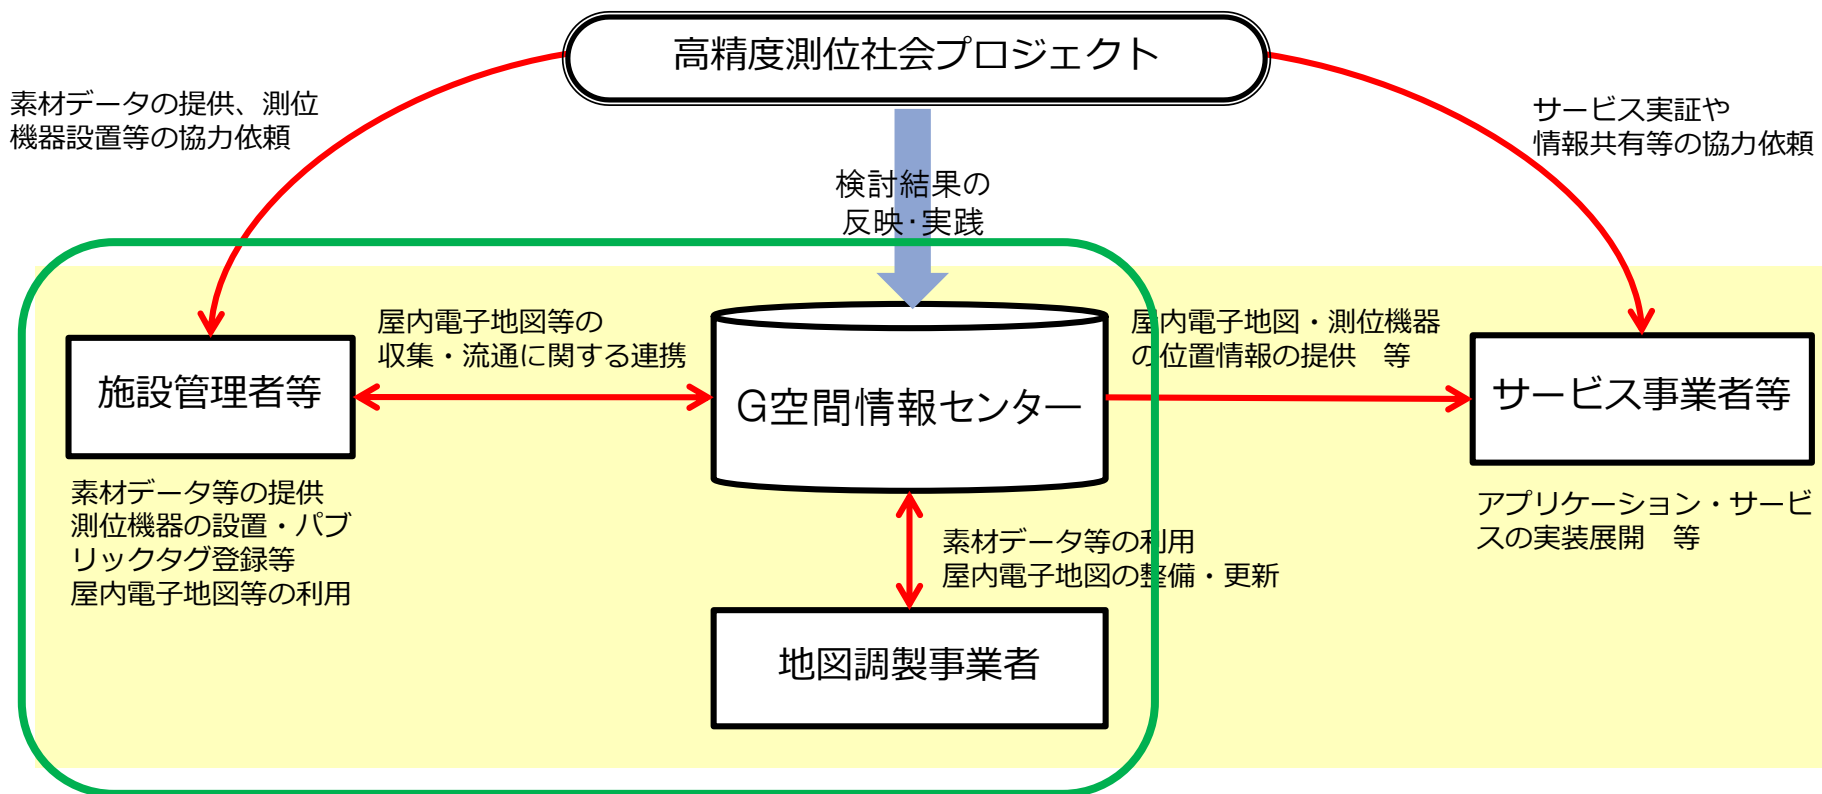 高精度測位社会プロジェクト
素材データの提供、測位
機器設置等の協力依頼
サービス実証や
情報共有等の協力依頼
検討結果の
反映･実践
屋内電子地図等の
収集・流通に関する連携
屋内電子地図・測位機器
の位置情報の提供　等
施設管理者等
G空間情報センター
サービス事業者等
素材データ等の提供
測位機器の設置・パブ
リックタグ登録等
屋内電子地図等の利用
素材データ等の利用
屋内電子地図の整備・更新
アプリケーション・サービ
スの実装展開　等
地図調製事業者